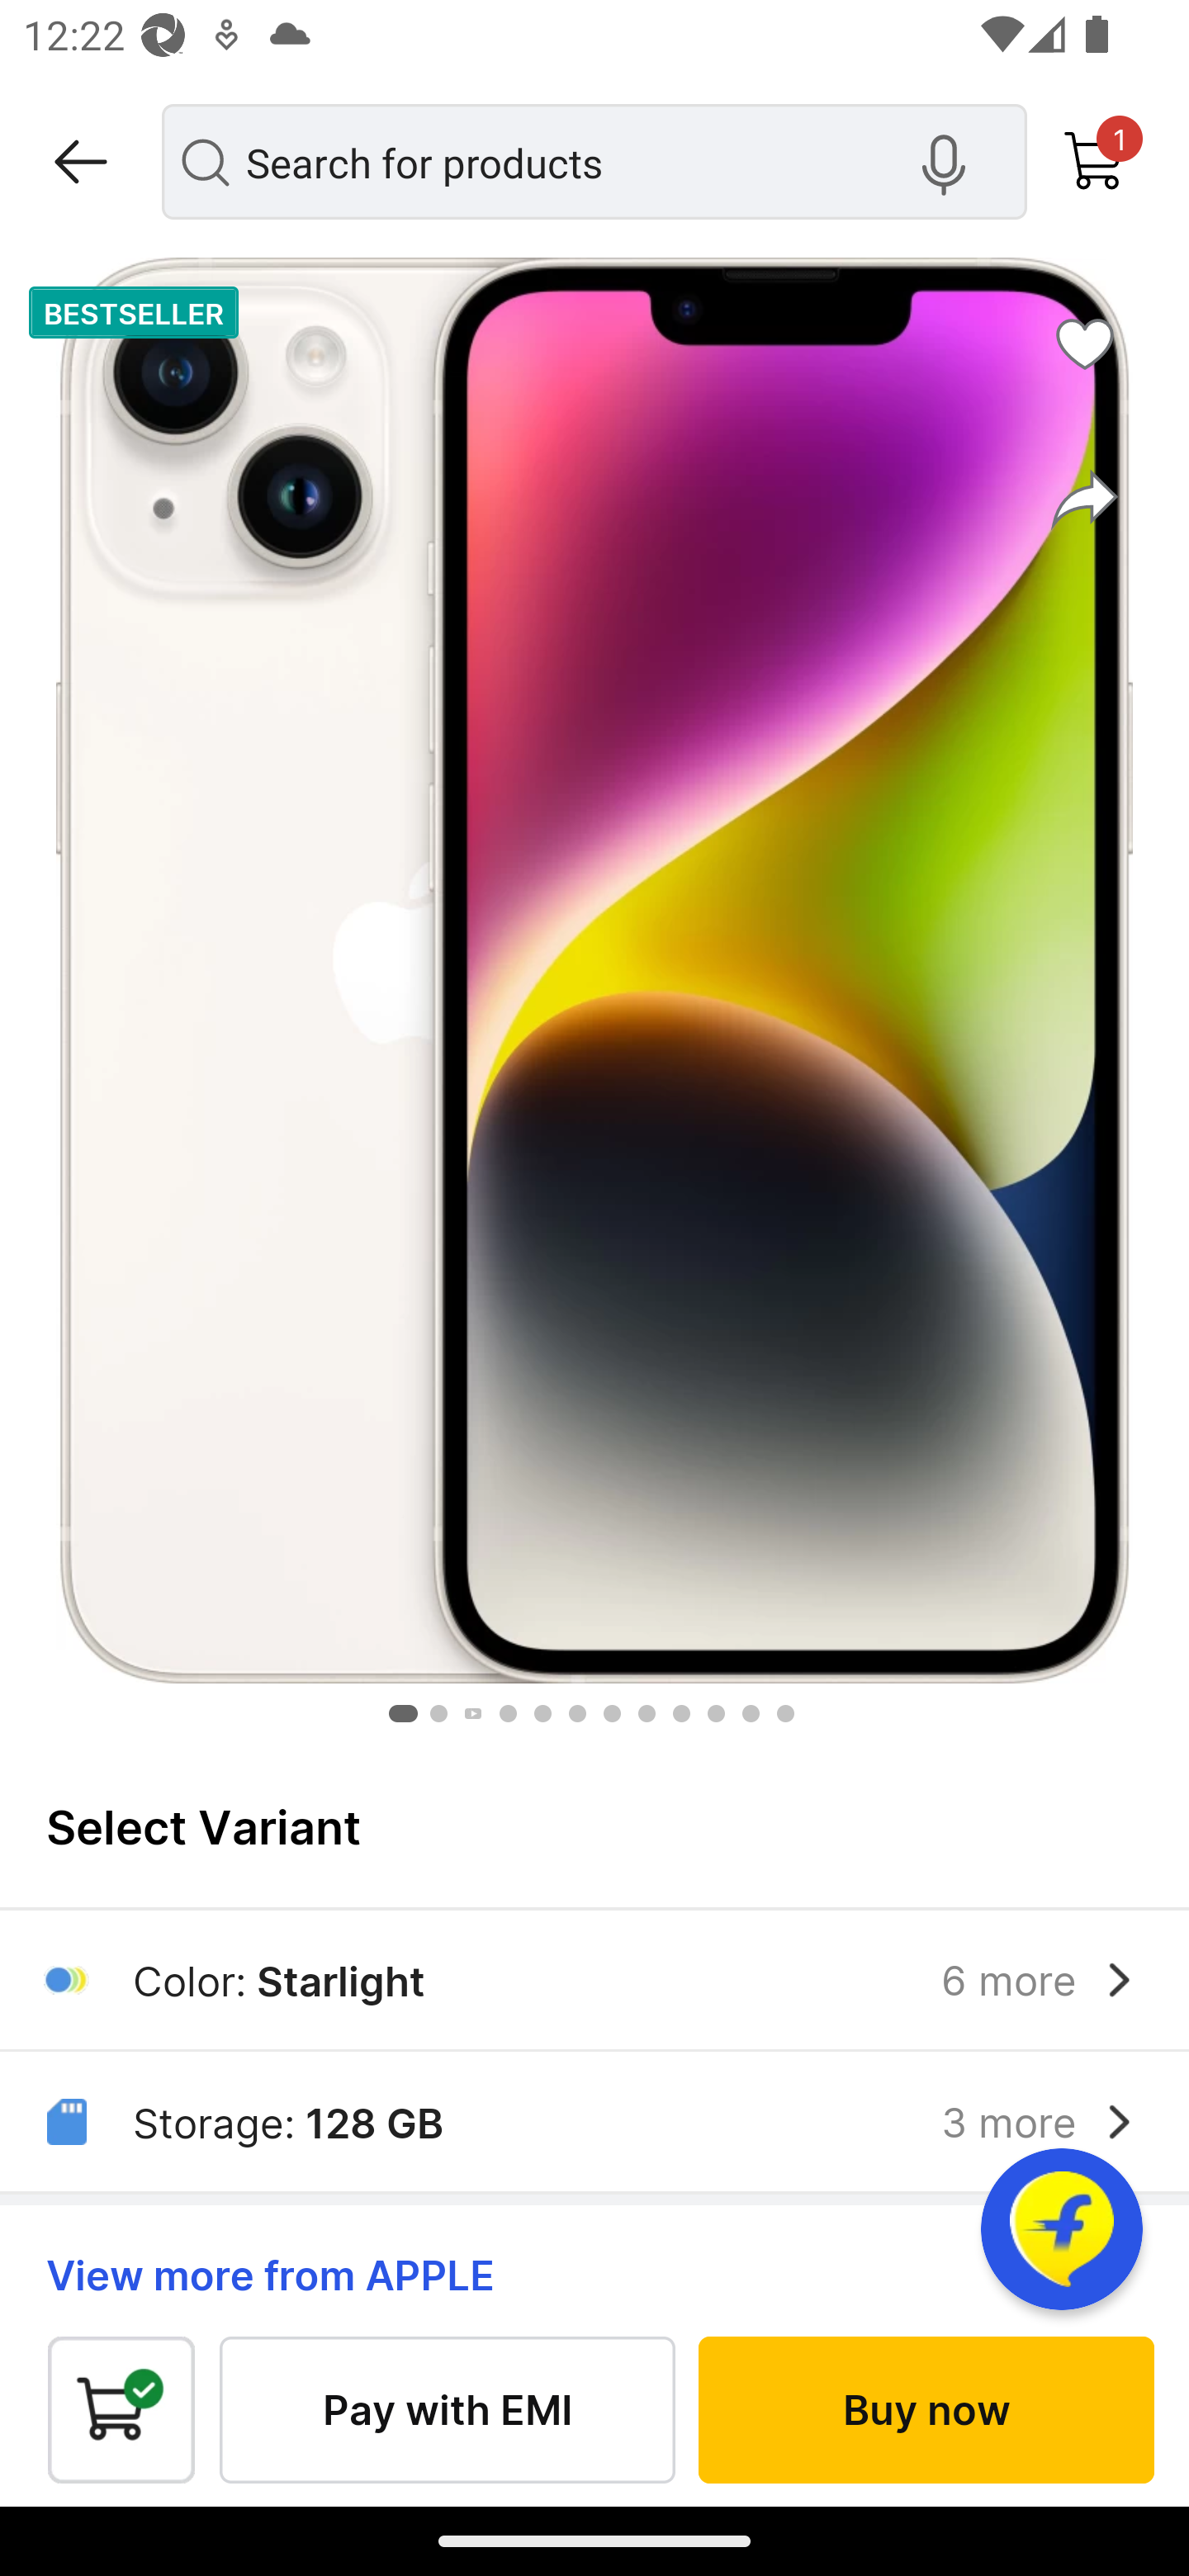 12:22
Search for products
1
BESTSELLER
Select Variant
Color: Starlight 6 more
Storage: 128 GB 3 more
View more from APPLE
Pay with EMI
Buy now